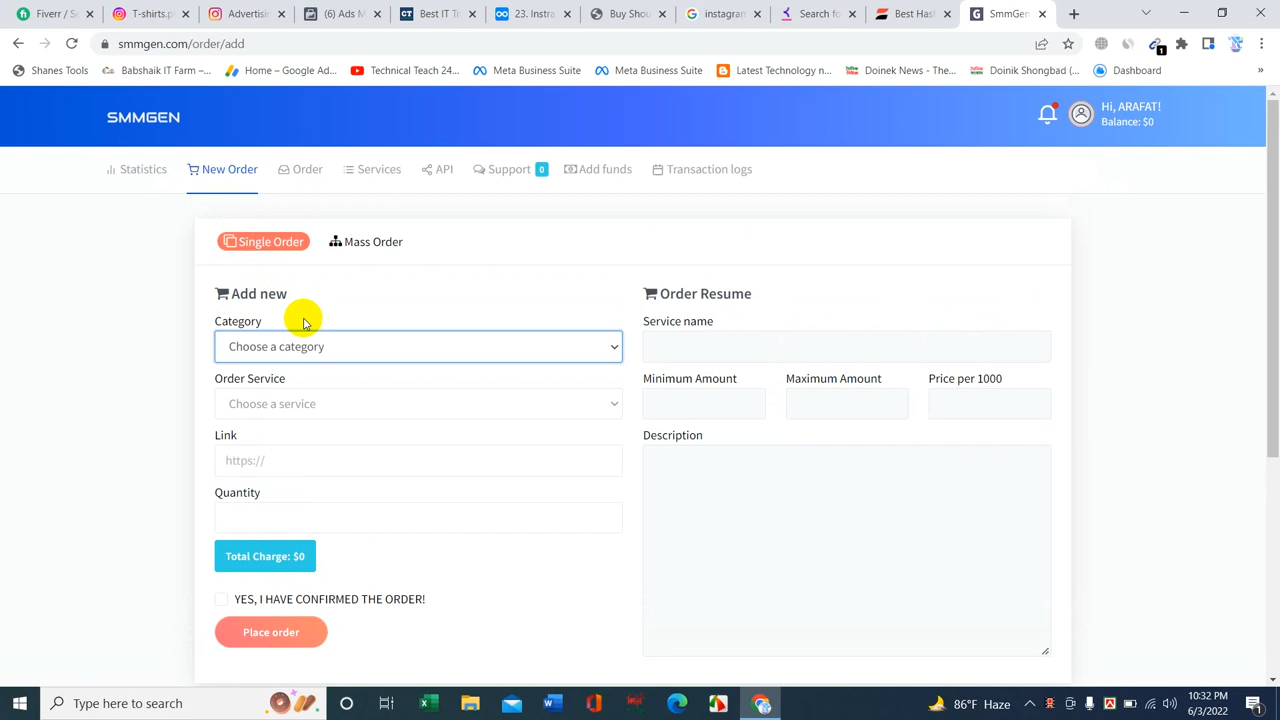 Fiverr / Se
T-shirts.p
Advertisin
(6) Ads M
Best IT T
23. Instr
Buy Shou
instagram
Search fo
Best Hash
SmmGen
smmgen.com/order/add
Shanes Tools
Babshaik IT Farm –...
Home – Google Ad...
Technical Teach 24...
Meta Business Suite
Meta Business Suite
Latest Technology n...
Doinek News - The...
Doinik Shongbad (...
Dashboard
»
SMMGEN
Hi, ARAFAT!
Balance: $0
Statistics
New Order
Order
Services
API
Support 0
Add funds
Transaction logs
Single Order
Mass Order
Add new
Category
Choose a category
Order Service
Choose a service
Link
https://
Quantity
Total Charge: $0
YES, I HAVE CONFIRMED THE ORDER!
Place order
Order Resume
Service name
Minimum Amount
Maximum Amount
Price per 1000
Description
Type here to search
86°F Haze
10:32 PM
6/3/2022